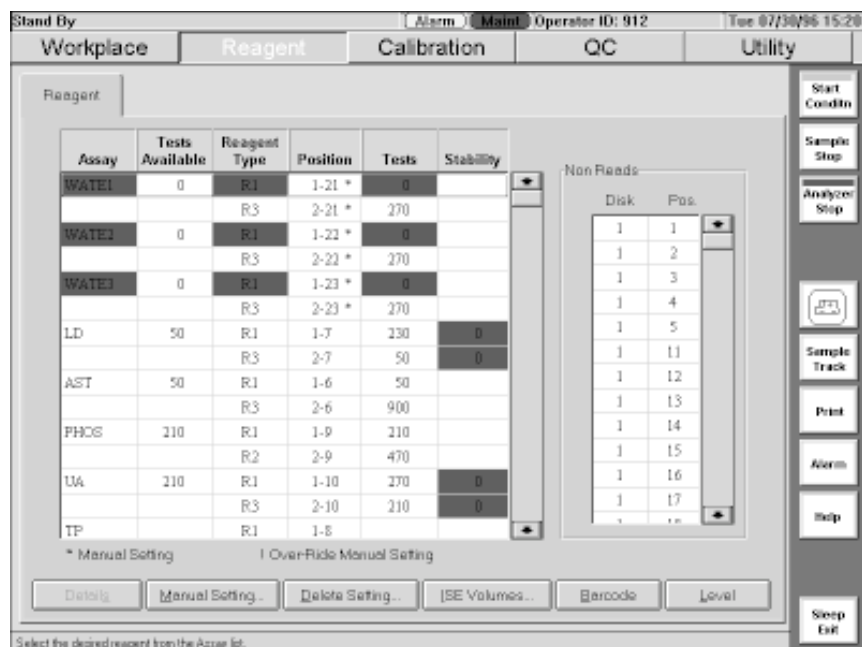 Stand By Alarm Maint Operator ID: 912 Tue 07/30/96 15:20
Workplace Reagent Calibration QC Utility
Reagent
Assay Tests Available Reagent Type Position Tests Stability
WATE1 0 R1 1-21 * 0
R3 2-21 * 270
WATE2 0 R1 1-22 * 0
R3 2-22 * 270
WATE3 0 R1 1-23 * 0
R3 2-23 * 270
LD 50 R1 1-7 230 0
R3 2-7 50 0
AST 50 R1 1-6 50
R3 2-6 900
PHOS 210 R1 1-9 210
R2 2-9 470
UA 210 R1 1-10 270 0
R3 2-10 210 0
TP R1 1-8
* Manual Setting ! Over-Ride Manual Setting
Non Reads
Disk Pos.
1 1
1 2
1 3
1 4
1 5
1 11
1 12
1 13
1 14
1 15
1 16
1 17
1 18
Details Manual Setting... Delete Setting... ISE Volumes... Barcode Level
Start Conditn
Sample Stop
Analyzer Stop
Sample Track
Print
Alarm
Help
Sleep Exit
Select the desired reagent from the Assay list.